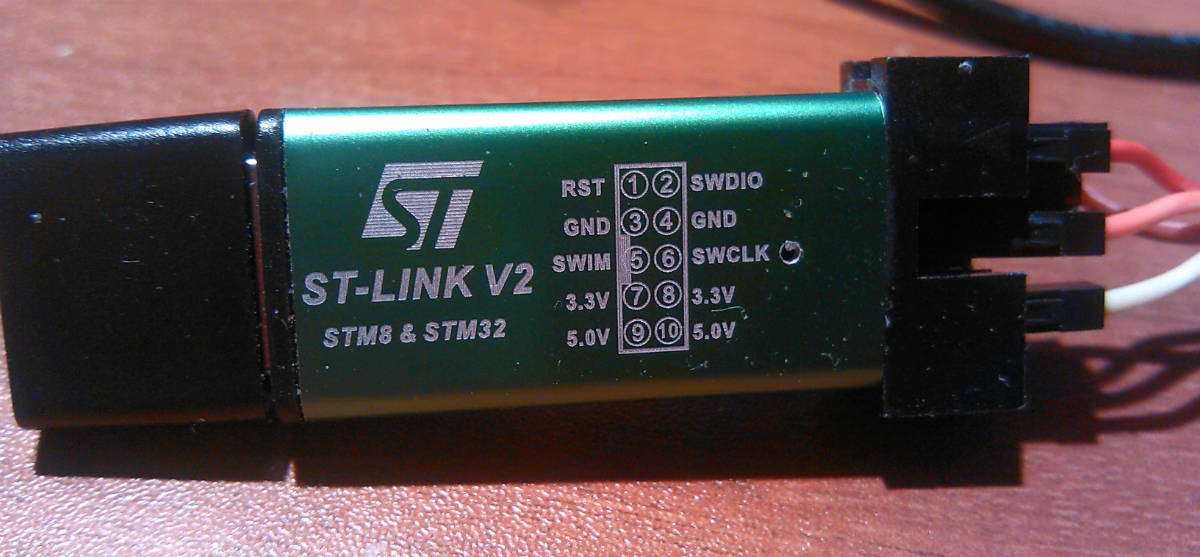 ST
ST-LINK V2
STM8 & STM32
RST 1 2 SWDIO
GND 3 4 GND
SWIM 5 6 SWCLK
3.3V 7 8 3.3V
5.0V 9 10 5.0V